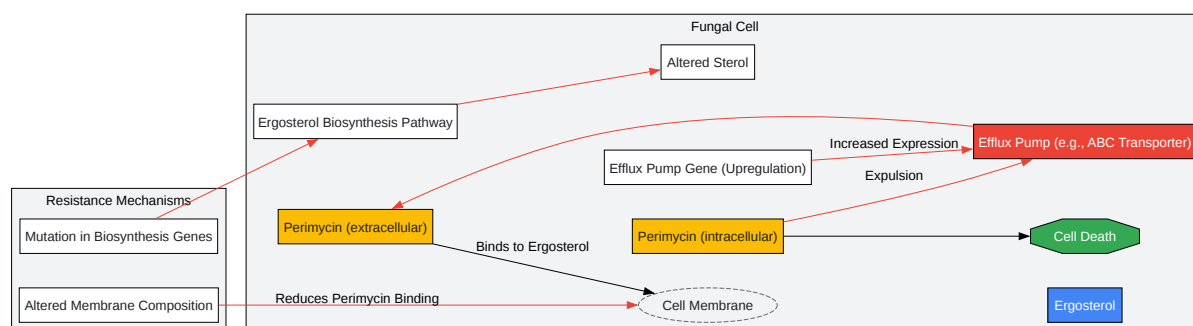 Fungal Cell
Altered Sterol
Ergosterol Biosynthesis Pathway
Increased Expression
Efflux Pump (e.g., ABC Transporter)
Efflux Pump Gene (Upregulation)
Expulsion
Resistance Mechanisms
Mutation in Biosynthesis Genes
Perimycin (extracellular)
Binds to Ergosterol
Perimycin (intracellular)
Cell Death
Altered Membrane Composition
Reduces Perimycin Binding
Cell Membrane
Ergosterol